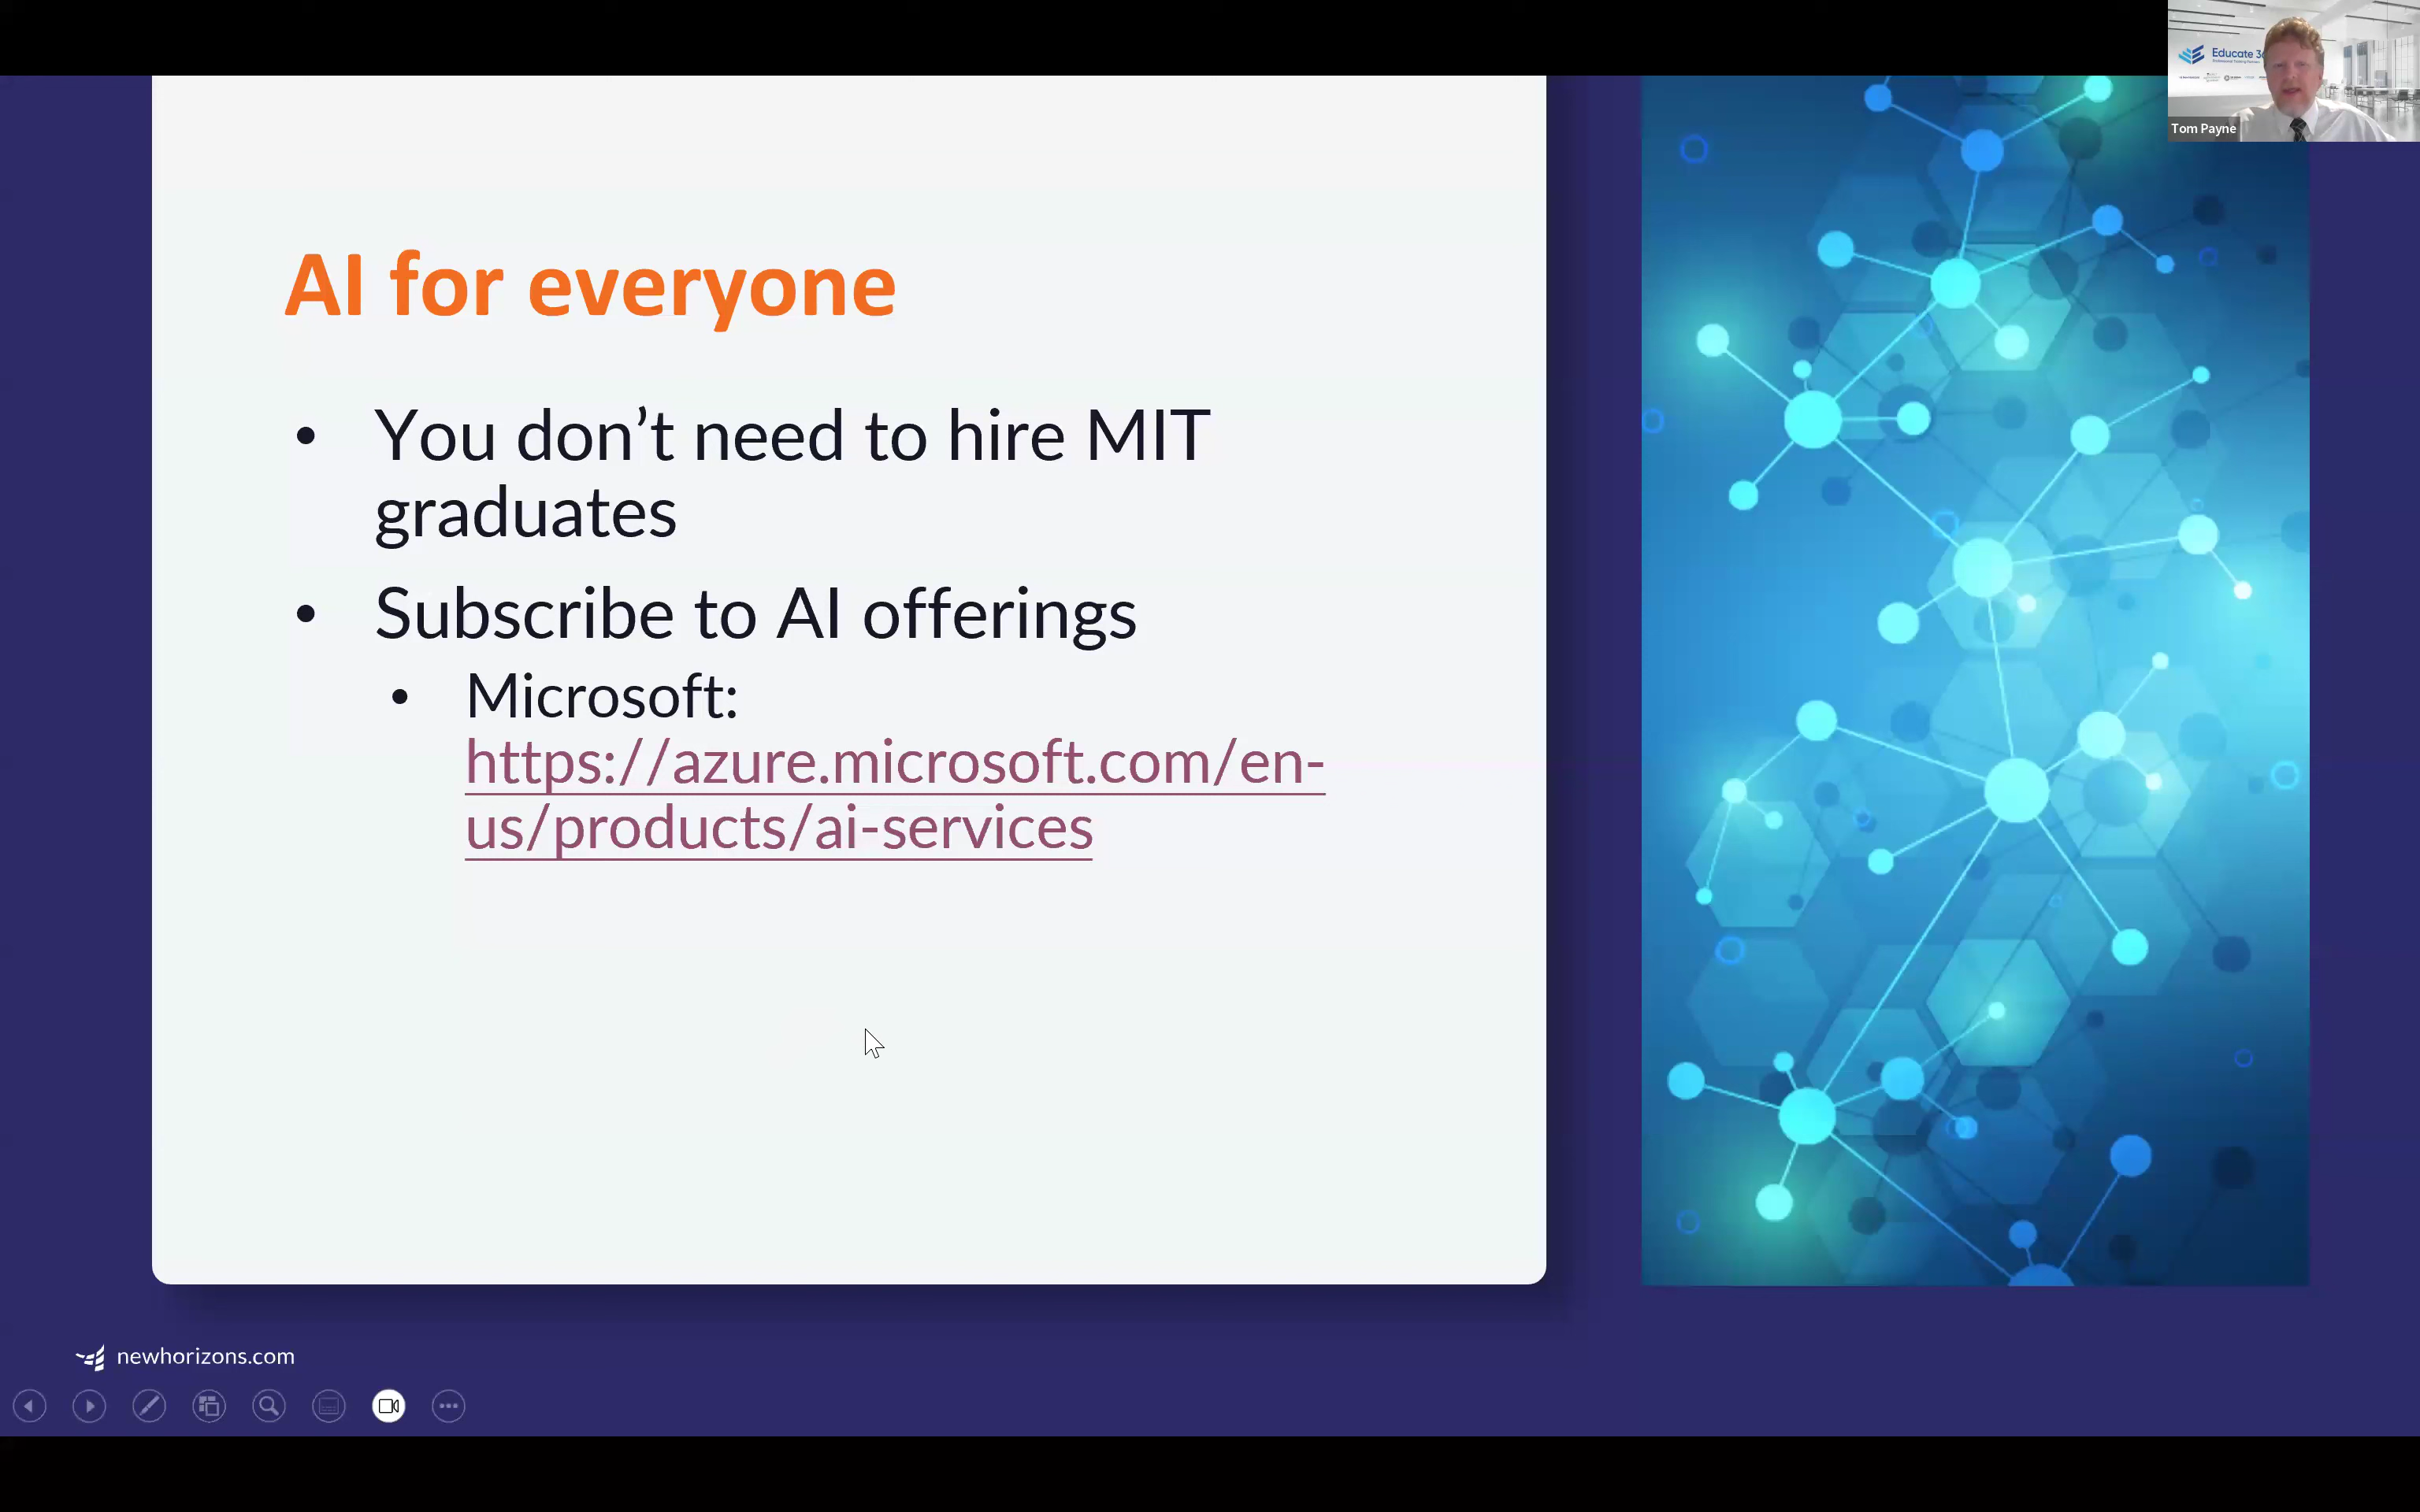 Educate 36
Tom Payne
AI for everyone
• You don’t need to hire MIT
graduates
• Subscribe to AI offerings
• Microsoft:
https://azure.microsoft.com/en-
us/products/ai-services
newhorizons.com